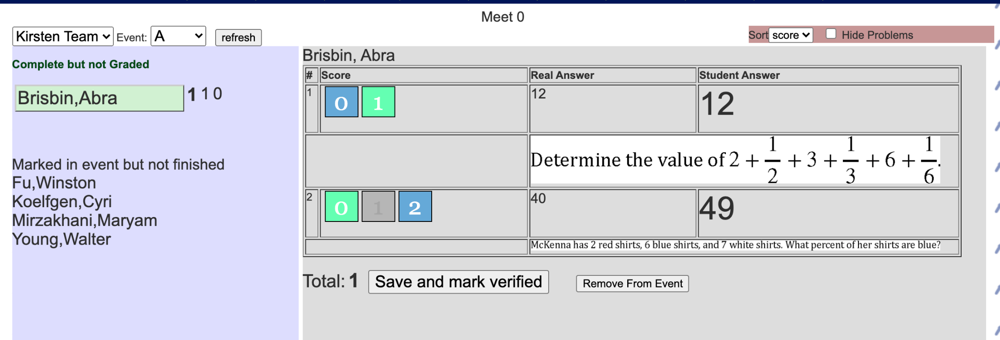 Meet 0
Kirsten Team Event: A refresh
Sort score Hide Problems
Complete but not Graded
Brisbin,Abra 1 1 0
Marked in event but not finished
Fu,Winston
Koelfgen,Cyri
Mirzakhani,Maryam
Young,Walter
Brisbin, Abra
# Score Real Answer Student Answer
1 0 1 12 12
Determine the value of 2 + 1/2 + 3 + 1/3 + 6 + 1/6.
2 0 1 2 40 49
McKenna has 2 red shirts, 6 blue shirts, and 7 white shirts. What percent of her shirts are blue?
Total: 1 Save and mark verified Remove From Event